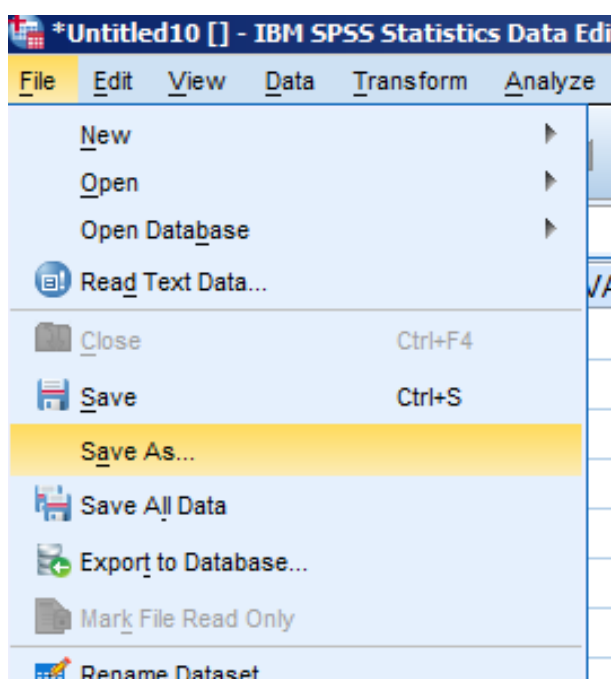 *Untitled10 [] - IBM SPSS Statistics Data Edi
File Edit View Data Transform Analyze
New
Open
Open Database
Read Text Data...
VA
Close Ctrl+F4
Save Ctrl+S
Save As...
Save All Data
Export to Database...
Mark File Read Only
Rename Dataset